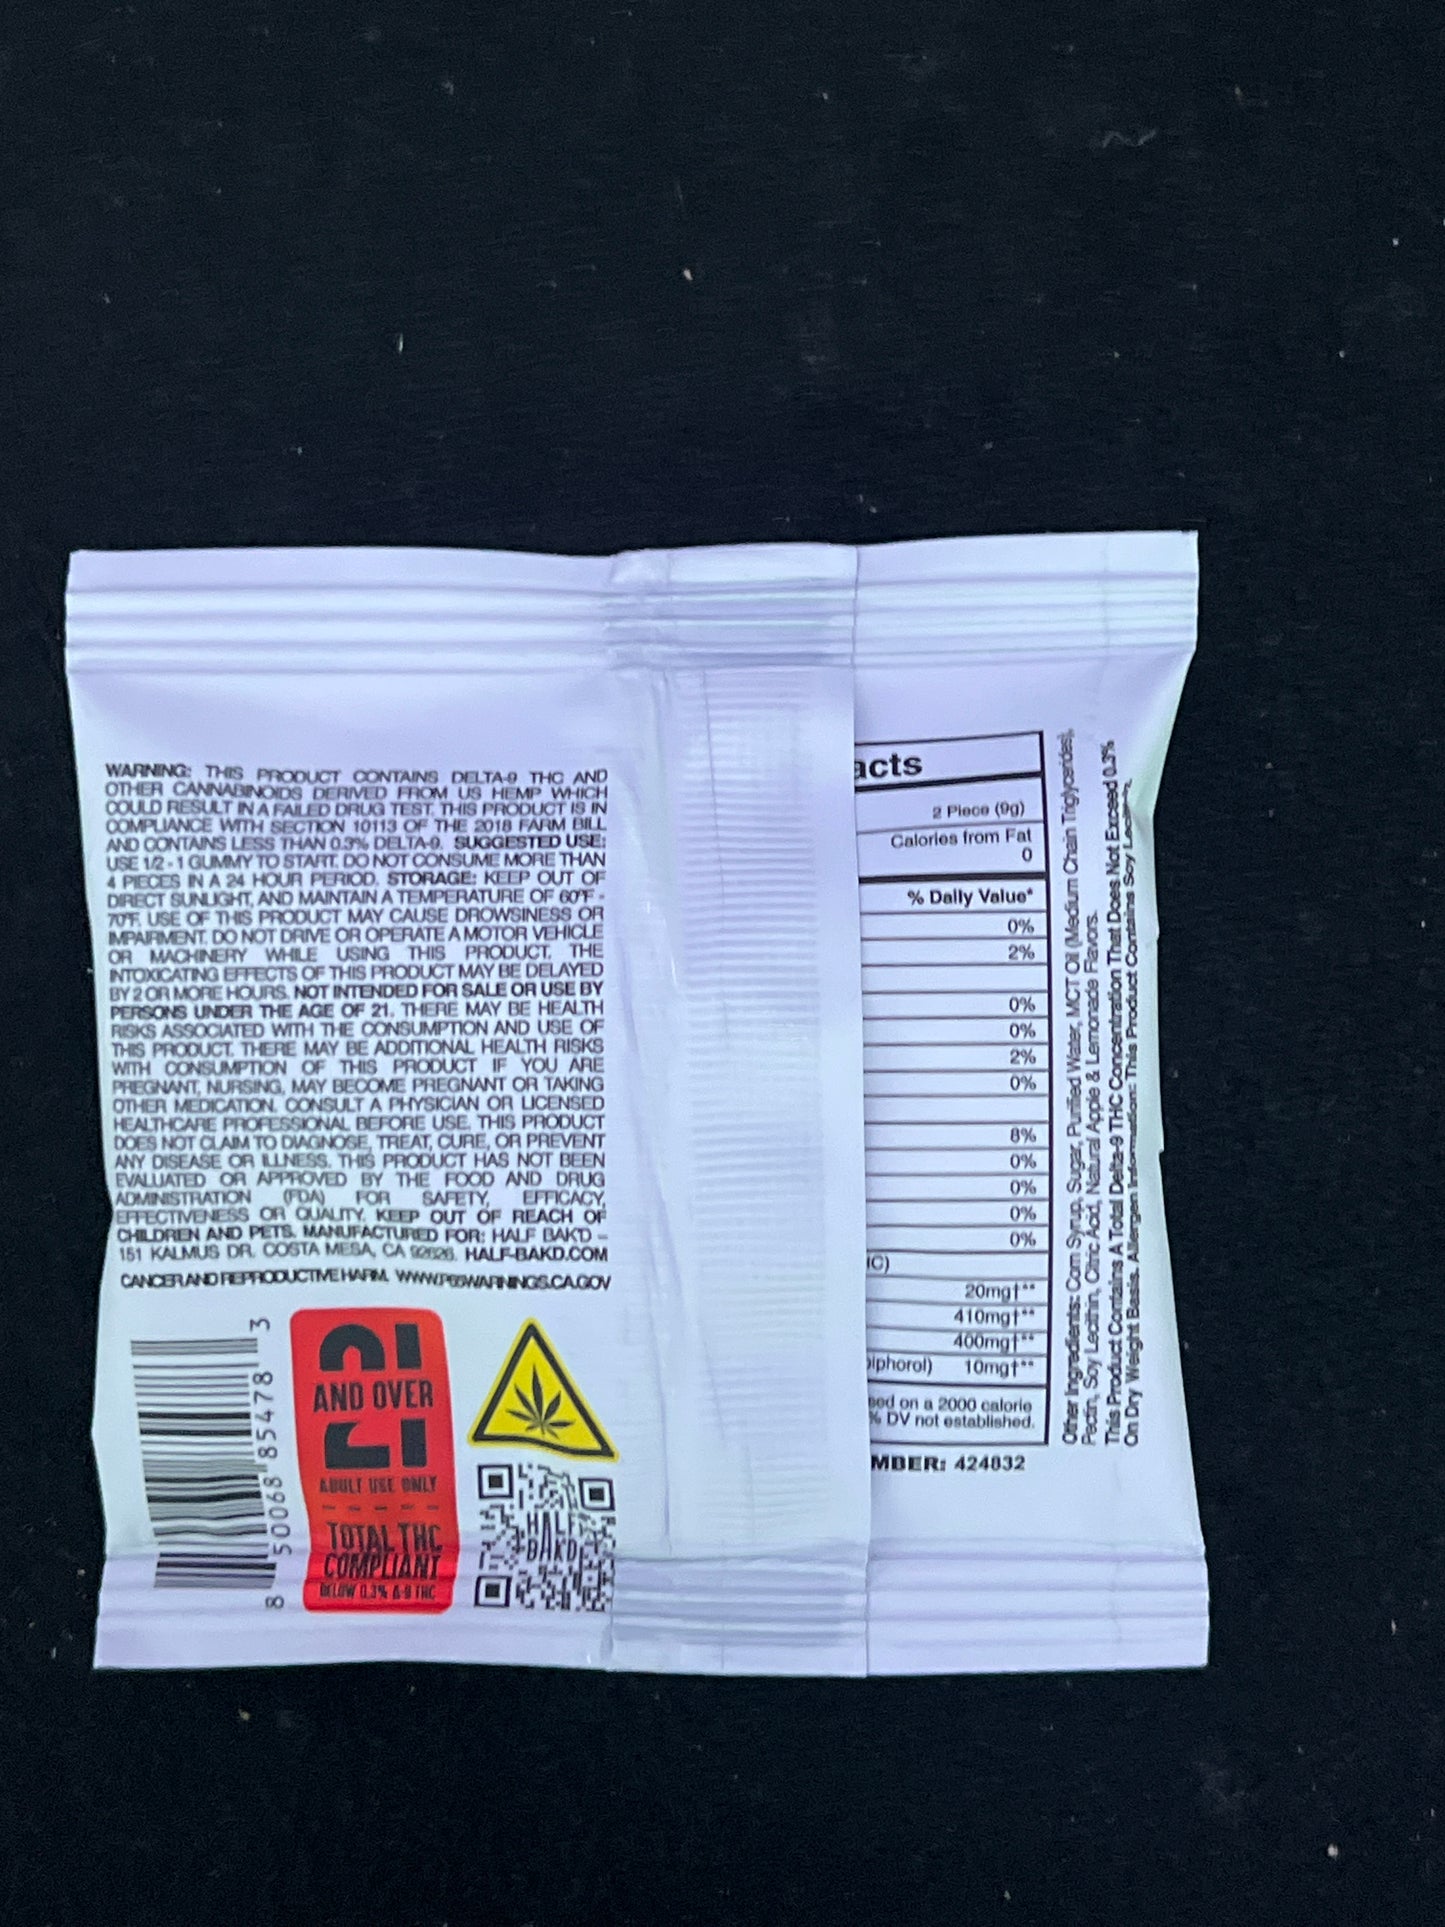 WARNING: THIS PRODUCT CONTAINS DELTA-9 THC AND
OTHER CANNABINOIDS DERIVED FROM US HEMP WHICH
COULD RESULT IN A FAILED DRUG TEST. THIS PRODUCT IS IN
COMPLIANCE WITH SECTION 10113 OF THE 2018 FARM BILL
AND CONTAINS LESS THAN 0.3% DELTA-9. SUGGESTED USE:
USE 1/2 - 1 GUMMY TO START. DO NOT CONSUME MORE THAN
4 PIECES IN A 24 HOUR PERIOD. STORAGE: KEEP OUT OF
DIRECT SUNLIGHT, AND MAINTAIN A TEMPERATURE OF 60°F -
70°F. USE OF THIS PRODUCT MAY CAUSE DROWSINESS OR
IMPAIRMENT. DO NOT DRIVE OR OPERATE A MOTOR VEHICLE
OR MACHINERY WHILE USING THIS PRODUCT. THE
INTOXICATING EFFECTS OF THIS PRODUCT MAY BE DELAYED
BY 2 OR MORE HOURS. NOT INTENDED FOR SALE OR USE BY
PERSONS UNDER THE AGE OF 21. THERE MAY BE HEALTH
RISKS ASSOCIATED WITH THE CONSUMPTION AND USE OF
THIS PRODUCT. THERE MAY BE ADDITIONAL HEALTH RISKS
WITH CONSUMPTION OF THIS PRODUCT IF YOU ARE
PREGNANT, NURSING, MAY BECOME PREGNANT OR TAKING
OTHER MEDICATION. CONSULT A PHYSICIAN OR LICENSED
HEALTHCARE PROFESSIONAL BEFORE USE. THIS PRODUCT
DOES NOT CLAIM TO DIAGNOSE, TREAT, CURE, OR PREVENT
ANY DISEASE OR ILLNESS. THIS PRODUCT HAS NOT BEEN
EVALUATED OR APPROVED BY THE FOOD AND DRUG
ADMINISTRATION (FDA) FOR SAFETY, EFFICACY,
EFFECTIVENESS OR QUALITY. KEEP OUT OF REACH OF
CHILDREN AND PETS. MANUFACTURED FOR: HALF BAK'D -
151 KALMUS DR. COSTA MESA, CA 92626. HALF-BAKD.COM
CANCER AND REPRODUCTIVE HARM. WWW.P65WARNINGS.CA.GOV
8 50068 85478 3
21
AND OVER
21
ADULT USE ONLY
TOTAL THC
COMPLIANT
BELOW 0.3% Δ-9 THC
HALF
BAKD
acts
2 Piece (9g)
Calories from Fat
0
% Daily Value*
0%
2%
0%
0%
2%
0%
8%
0%
0%
0%
0%
IC)
20mg†**
410mg†**
400mg†**
iphorol) 10mg†**
sed on a 2000 calorie
% DV not established.
MBER: 424032
Other Ingredients: Corn Syrup, Sugar, Purified Water, MCT Oil (Medium Chain Triglycerides),
Pectin, Soy Lecithin, Citric Acid, Natural Apple & Lemonade Flavors.
This Product Contains A Total Delta-9 THC Concentration That Does Not Exceed 0.3%
On Dry Weight Basis. Allergen Information: This Product Contains Soy Lecithin.